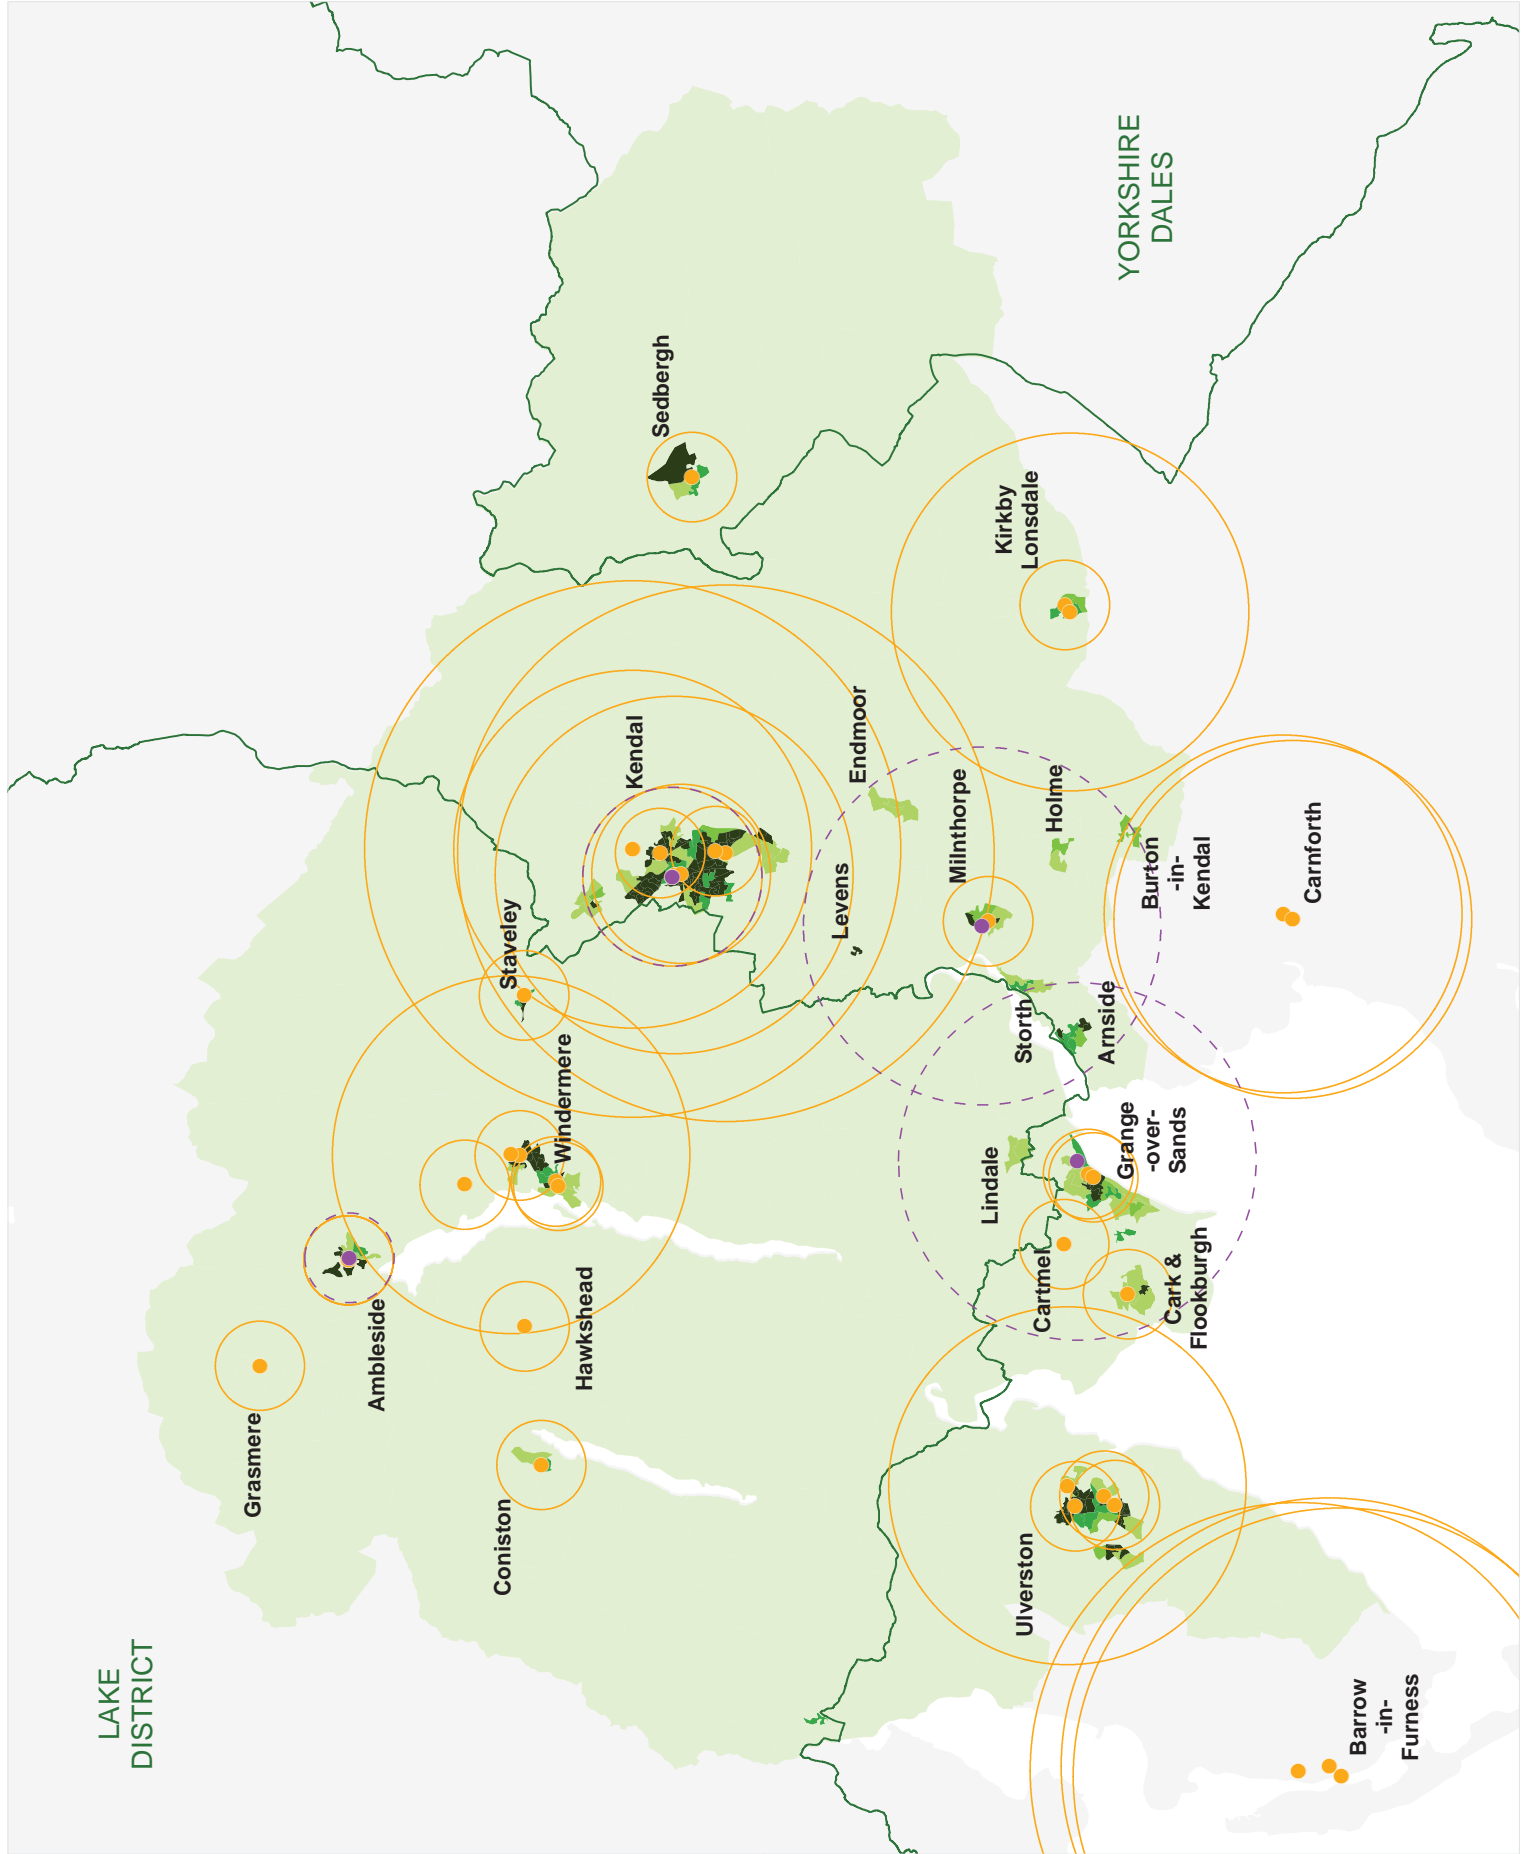 LAKE
DISTRICT
YORKSHIRE
DALES
Grasmere
Ambleside
Coniston
Hawkshead
Windermere
Staveley
Kendal
Sedbergh
Kirkby
Lonsdale
Endmoor
Levens
Milnthorpe
Holme
Burton
-in-
Kendal
Carnforth
Storth
Arnside
Lindale
Grange
-over-
Sands
Cartmel
Cark &
Flookburgh
Ulverston
Barrow
-in-
Furness